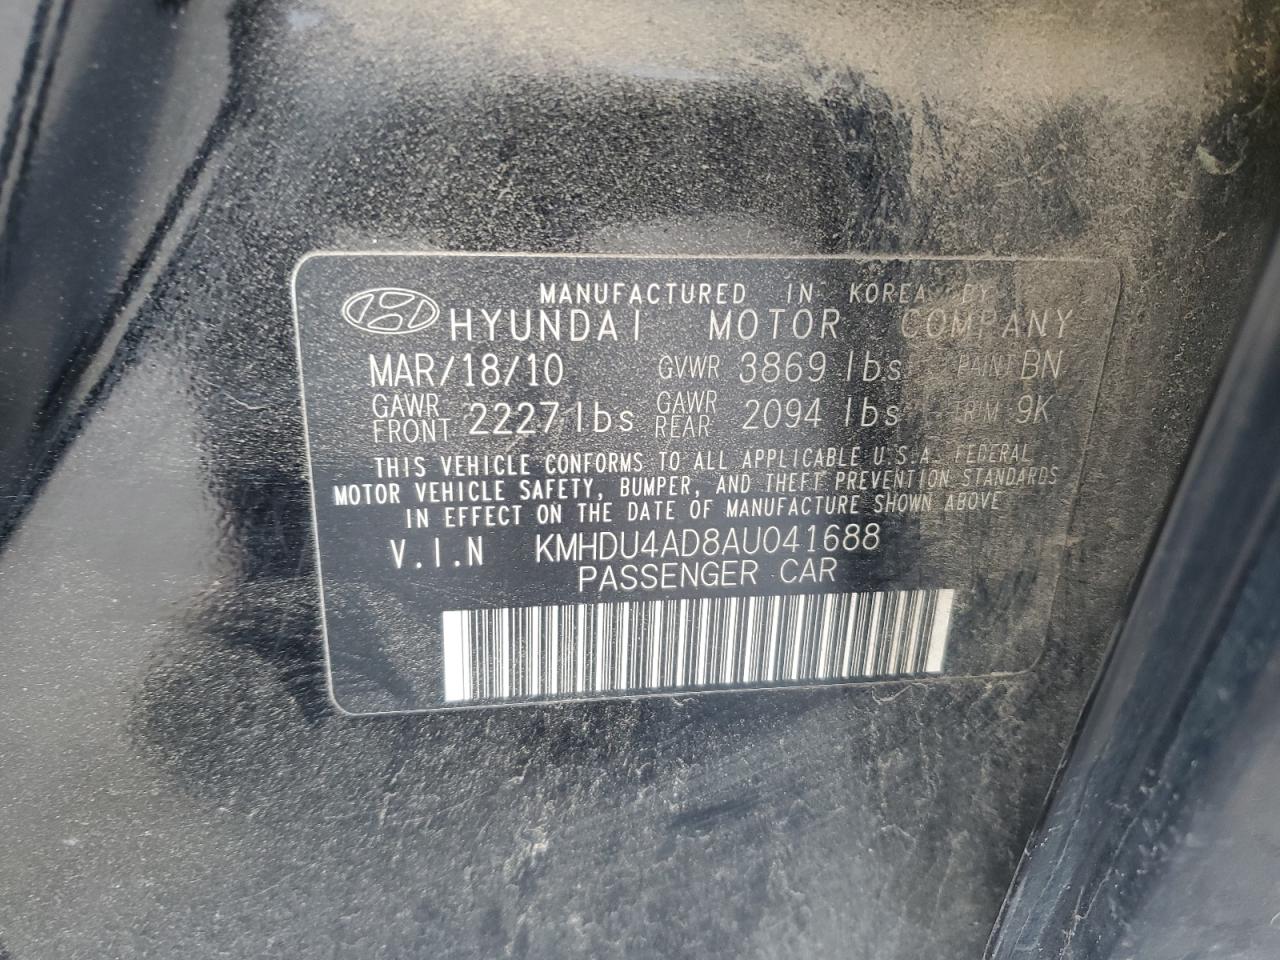 MANUFACTURED IN KOREA BY
HYUNDAI MOTOR COMPANY
MAR/18/10 GVWR 3869 lbs PAINT BN
GAWR FRONT 2227 lbs GAWR REAR 2094 lbs TRIM 9K
THIS VEHICLE CONFORMS TO ALL APPLICABLE U.S.A. FEDERAL
MOTOR VEHICLE SAFETY, BUMPER, AND THEFT PREVENTION STANDARDS
IN EFFECT ON THE DATE OF MANUFACTURE SHOWN ABOVE
V.I.N KMHDU4AD8AU041688
PASSENGER CAR